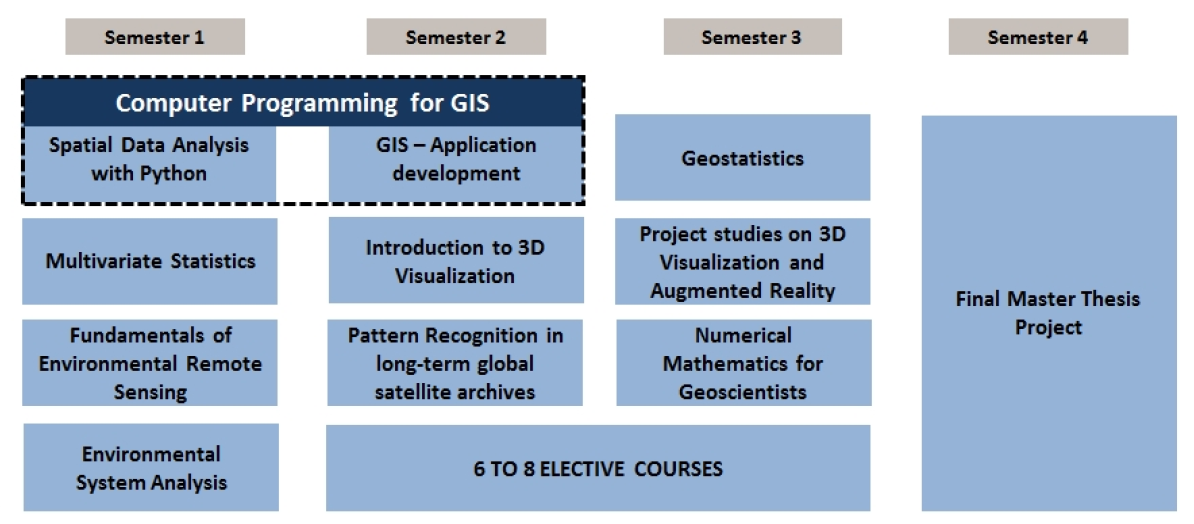 Semester 1
Semester 2
Semester 3
Semester 4
Computer Programming for GIS
Spatial Data Analysis
with Python
GIS – Application
development
Geostatistics
Multivariate Statistics
Introduction to 3D
Visualization
Project studies on 3D
Visualization and
Augmented Reality
Final Master Thesis
Project
Fundamentals of
Environmental Remote
Sensing
Pattern Recognition in
long-term global
satellite archives
Numerical
Mathematics for
Geoscientists
Environmental
System Analysis
6 TO 8 ELECTIVE COURSES